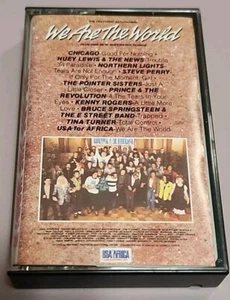 We Are The World
CHICAGO-Good For Nothing •
HUEY LEWIS & THE NEWS-Trouble
In Paradise • NORTHERN LIGHTS-
Tears Are Not Enough • STEVE PERRY
If Only For The Moment, Girl •
THE POINTER SISTERS-Just A
Little Closer • PRINCE & THE
REVOLUTION-4 The Tears In Your
Eyes • KENNY ROGERS-A Little More
Love • BRUCE SPRINGSTEEN &
THE E STREET BAND-Trapped •
TINA TURNER-Total Control •
USA for AFRICA-We Are The World
USA AFRICA